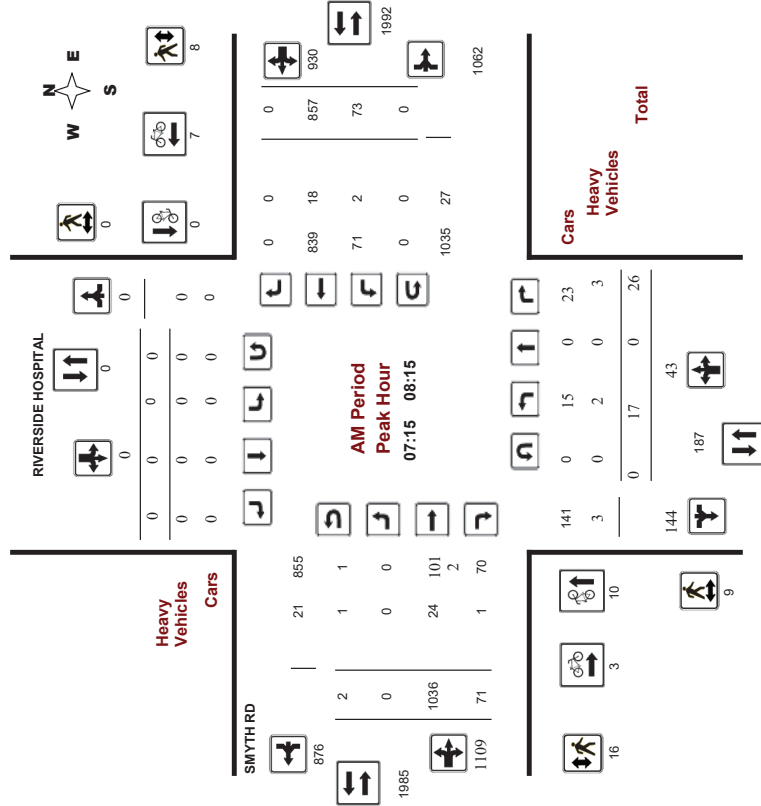 N
W
E
S
8
7
0
0
1992
930
1062
0
857
73
0
0
18
2
0
27
0
839
71
0
1035
RIVERSIDE HOSPITAL
0
0
0
0 0 0 0 0
0 0 0 0 0
0 0 0 0
Heavy
Vehicles
Cars
AM Period
Peak Hour
07:15 08:15
SMYTH RD
876
1985
1109
21 855
2 1 1
0 0 0
1036 24 101
2
71 1 70
Cars
Heavy
Vehicles
Total
141 0 15 0 23
3 0 2 0 3
0 17 0 26
144
187
43
16
3
10
9